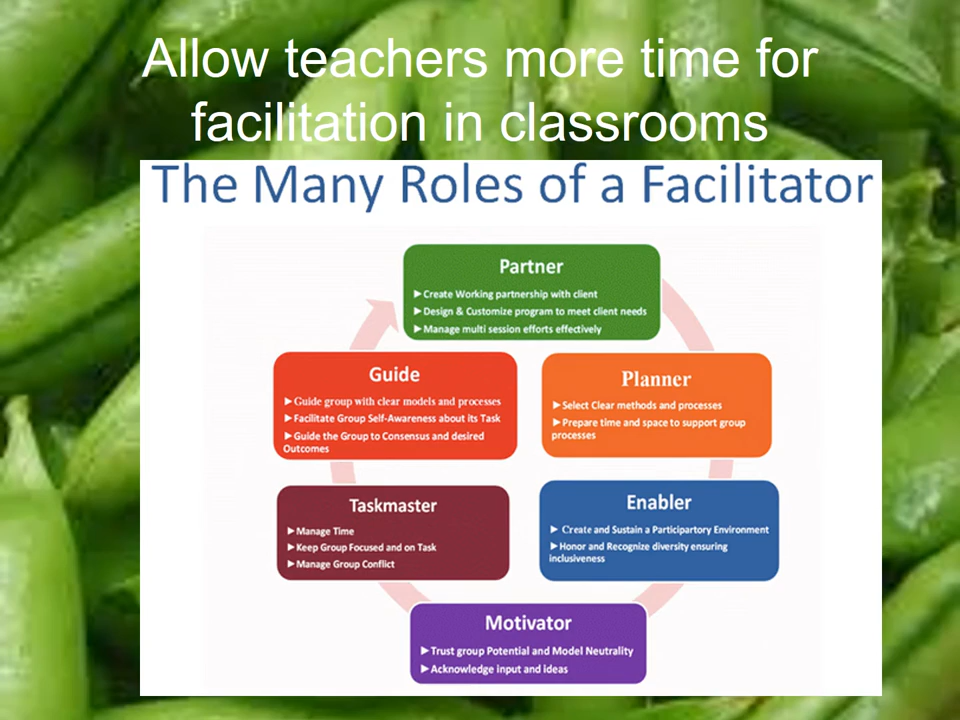 Allow teachers more time for
facilitation in classrooms
The Many Roles of a Facilitator
Partner
►Create Working partnership with client
►Design & Customize program to meet client needs
►Manage multi session efforts effectively
Guide
►Guide group with clear models and processes
►Facilitate Group Self-Awareness about its Task
►Guide the Group to Consensus and desired
Outcomes
Planner
►Select Clear methods and processes
►Prepare time and space to support group
processes
Taskmaster
►Manage Time
►Keep Group Focused and on Task
►Manage Group Conflict
Enabler
► Create and Sustain a Participartory Environment
►Honor and Recognize diversity ensuring
inclusiveness
Motivator
►Trust group Potential and Model Neutrality
►Acknowledge input and ideas